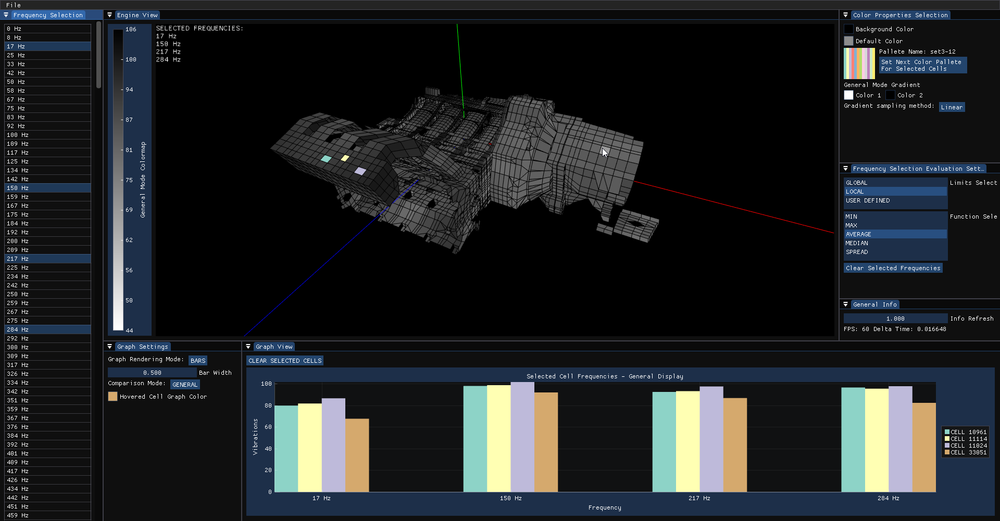 File
Frequency Selection
0 Hz
8 Hz
17 Hz
25 Hz
33 Hz
42 Hz
50 Hz
58 Hz
67 Hz
75 Hz
83 Hz
92 Hz
100 Hz
109 Hz
117 Hz
125 Hz
134 Hz
142 Hz
150 Hz
159 Hz
167 Hz
175 Hz
184 Hz
192 Hz
200 Hz
209 Hz
217 Hz
225 Hz
234 Hz
242 Hz
250 Hz
259 Hz
267 Hz
275 Hz
284 Hz
292 Hz
300 Hz
309 Hz
317 Hz
326 Hz
334 Hz
342 Hz
351 Hz
359 Hz
367 Hz
376 Hz
384 Hz
392 Hz
401 Hz
409 Hz
417 Hz
426 Hz
434 Hz
442 Hz
451 Hz
459 Hz
Engine View
106
100
94
87
81
75
69
62
56
50
44
General Mode Colormap
SELECTED FREQUENCIES:
17 Hz
150 Hz
217 Hz
284 Hz
Color Properties Selection
Background Color
Default Color
Pallete Name: set3-12
Set Next Color Pallete
For Selected Cells
General Mode Gradient
Color 1 Color 2
Gradient sampling method: Linear
Frequency Selection Evaluation Sett…
GLOBAL
LOCAL
USER DEFINED
Limits Select
MIN
MAX
AVERAGE
MEDIAN
SPREAD
Function Sele
Clear Selected Frequencies
General Info
1.000 Info Refresh
FPS: 60 Delta Time: 0.016648
Graph Settings
Graph Rendering Mode: BARS
0.500 Bar Width
Comparison Mode: GENERAL
Hovered Cell Graph Color
Graph View
CLEAR SELECTED CELLS
Selected Cell Frequencies - General Display
100
80
60
40
20
0
Vibrations
17 Hz 150 Hz 217 Hz 284 Hz
Frequency
CELL 10961
CELL 11114
CELL 11024
CELL 33051